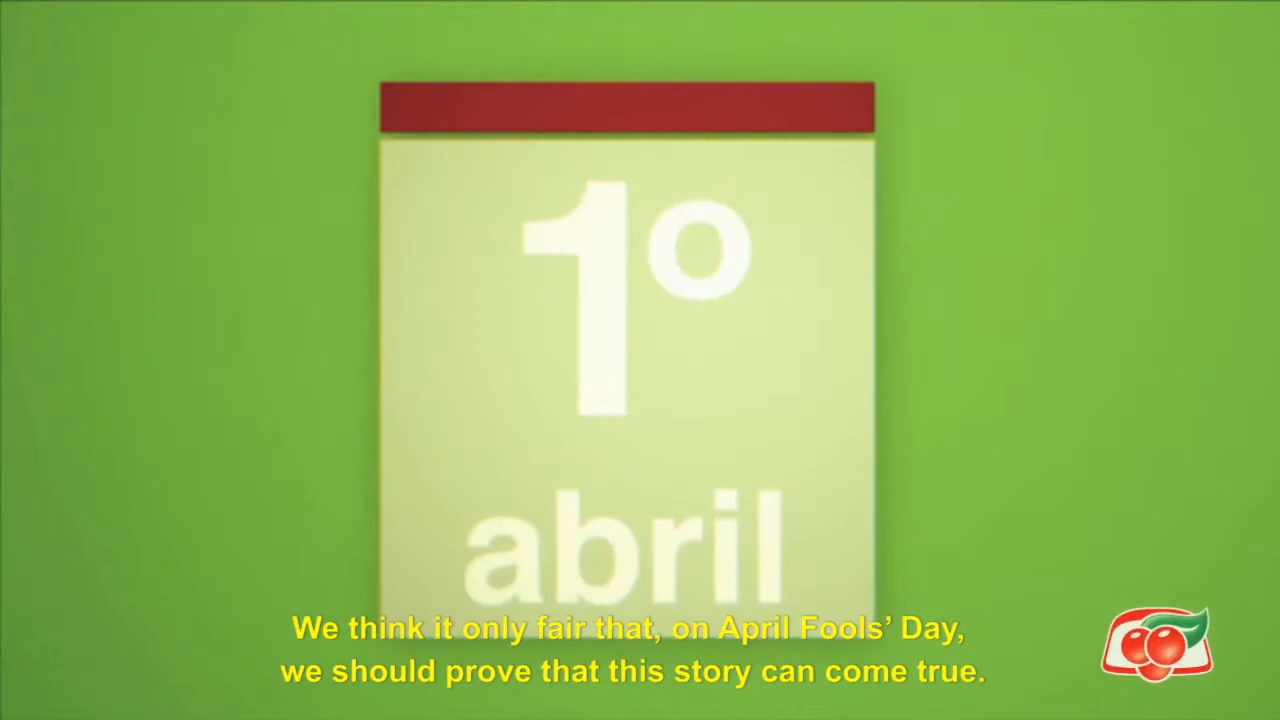 1º
abril
We think it only fair that, on April Fools’ Day,
we should prove that this story can come true.